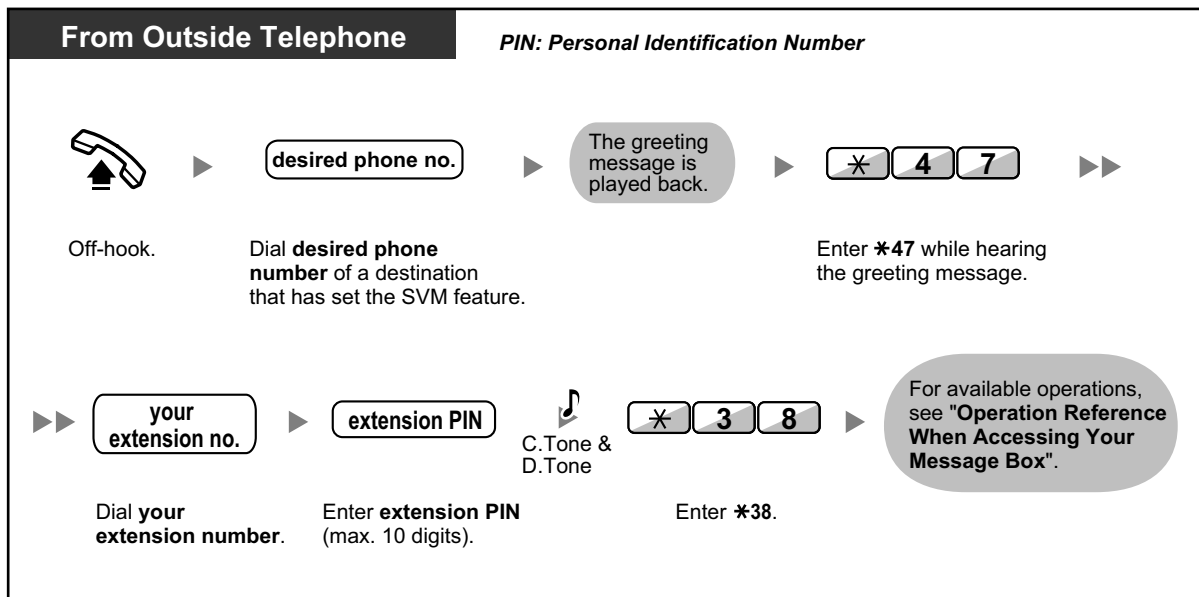 From Outside Telephone
PIN: Personal Identification Number
desired phone no.
The greeting
message is
played back.
* 4 7
Off-hook.
Dial desired phone
number of a destination
that has set the SVM feature.
Enter *47 while hearing
the greeting message.
your
extension no.
extension PIN
C.Tone &
D.Tone
* 3 8
For available operations,
see "Operation Reference
When Accessing Your
Message Box".
Dial your
extension number.
Enter extension PIN
(max. 10 digits).
Enter *38.